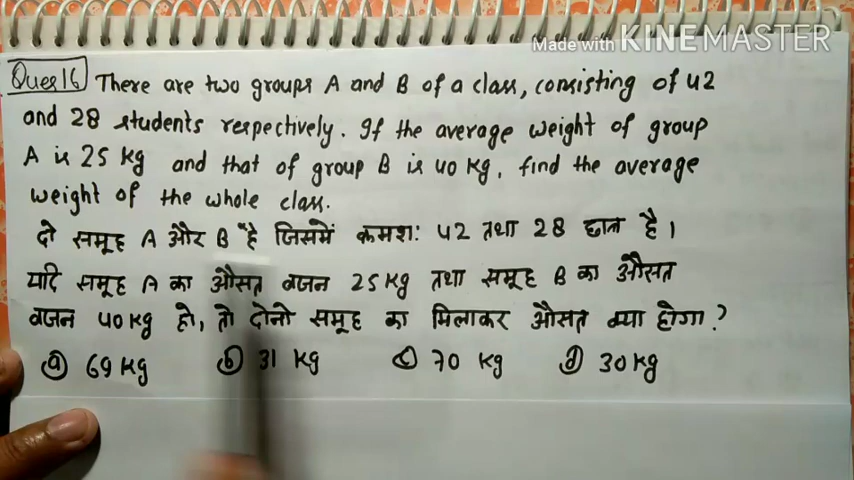 Made with KINEMASTER
Ques 16 There are two groups A and B of a class, consisting of 42
and 28 students respectively. If the average weight of group
A is 25 Kg and that of group B is 40 Kg, find the average
weight of the whole class.
दो समूह A और B है जिसमें क्रमश: 42 तथा 28 छात्र है।
यदि समूह A का औसत वजन 25 Kg तथा समूह B का औसत
वजन 40 Kg हो, तो दोनो समूह का मिलाकर औसत क्या होगा?
(a) 69 Kg (b) 31 Kg (c) 70 Kg (d) 30 Kg